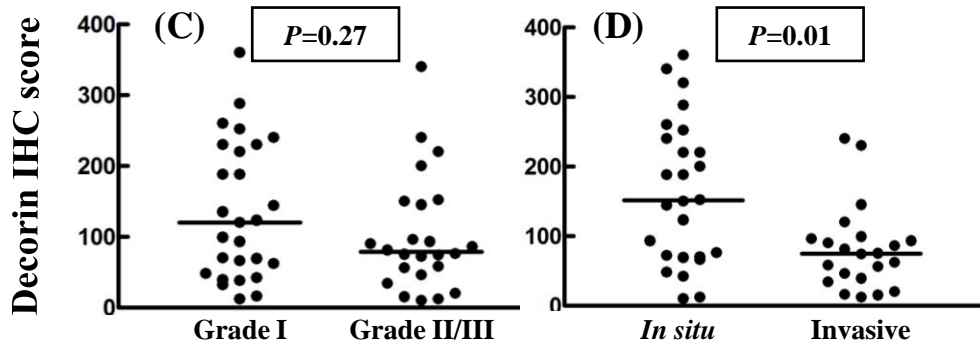 Decorin IHC score
(C)
P=0.27
400
300
200
100
0
Grade I Grade II/III
(D)
P=0.01
400
300
200
100
0
In situ Invasive